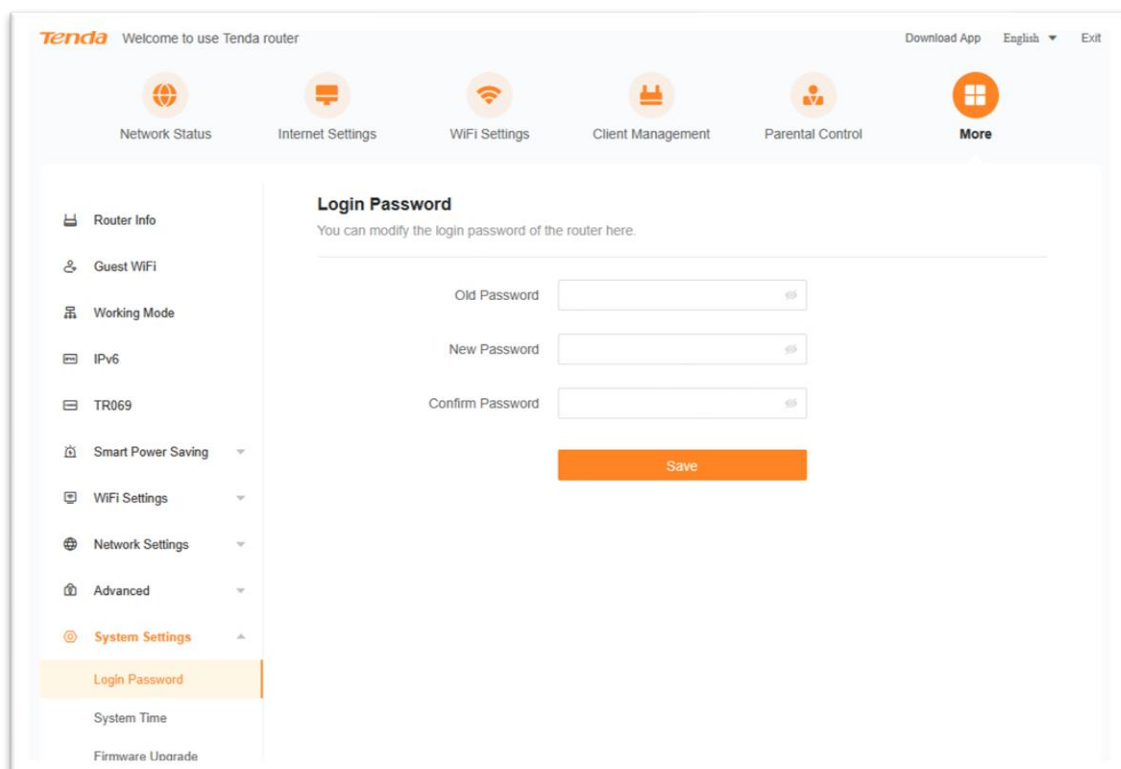 Tenda Welcome to use Tenda router Download App English Exit
Network Status Internet Settings WiFi Settings Client Management Parental Control More
Router Info
Guest WiFi
Working Mode
IPv6
TR069
Smart Power Saving
WiFi Settings
Network Settings
Advanced
System Settings
Login Password
System Time
Firmware Upgrade
Login Password
You can modify the login password of the router here.
Old Password
New Password
Confirm Password
Save